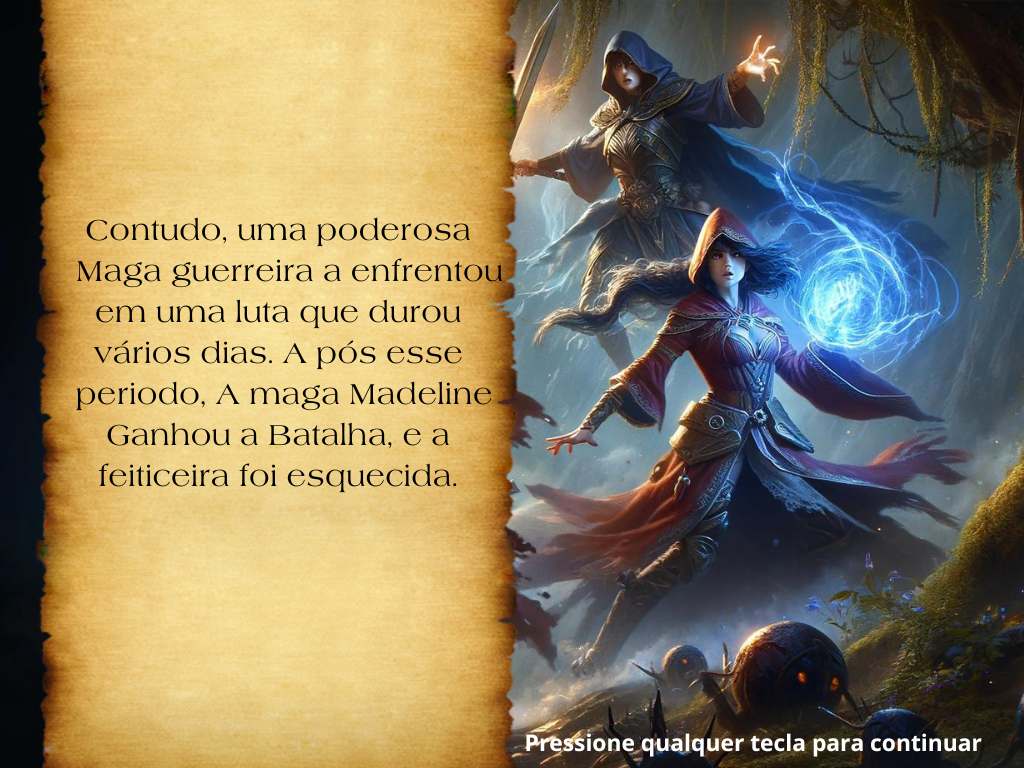 Contudo, uma poderosa
Maga guerreira a enfrentou
em uma luta que durou
vários dias. A pós esse
periodo, A maga Madeline
Ganhou a Batalha, e a
feiticeira foi esquecida.
Pressione qualquer tecla para continuar